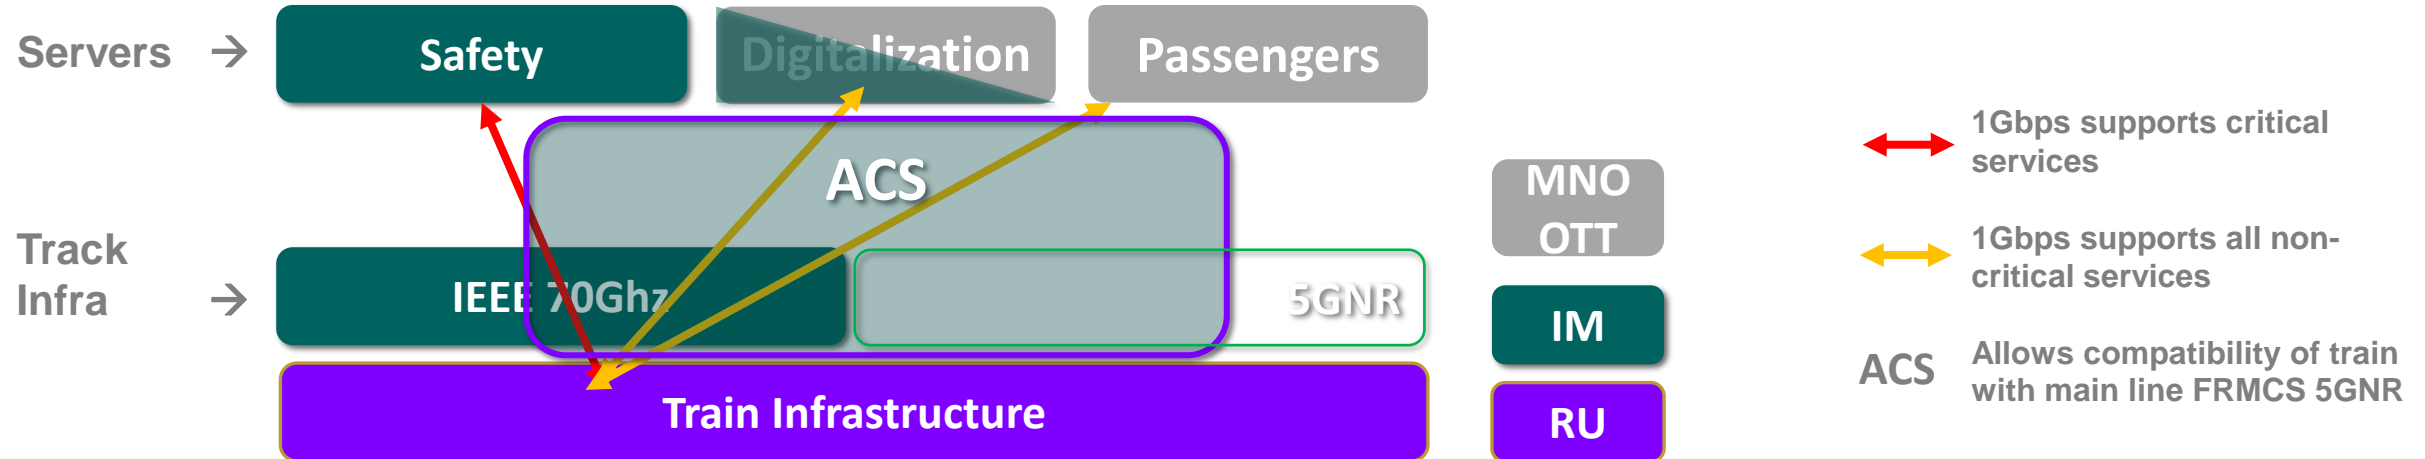 Servers →
Safety
Digitalization
Passengers
ACS
Track
Infra →
IEEE 70Ghz
5GNR
Train Infrastructure
MNO
OTT
IM
RU
1Gbps supports critical
services
1Gbps supports all non-
critical services
ACS
Allows compatibility of train
with main line FRMCS 5GNR